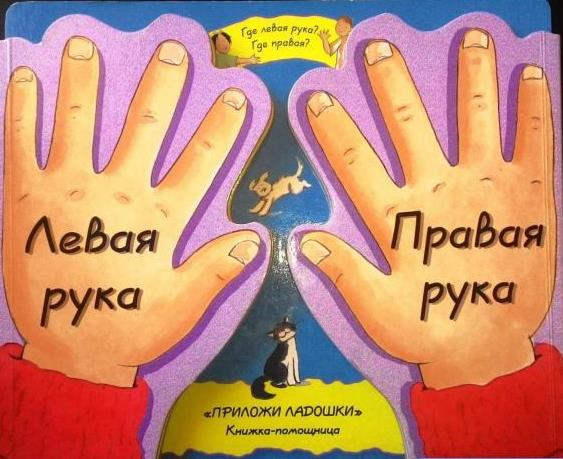 Где левая рука?
Где правая?
Левая
рука
Правая
рука
«ПРИЛОЖИ ЛАДОШКИ»
Книжка-помощница